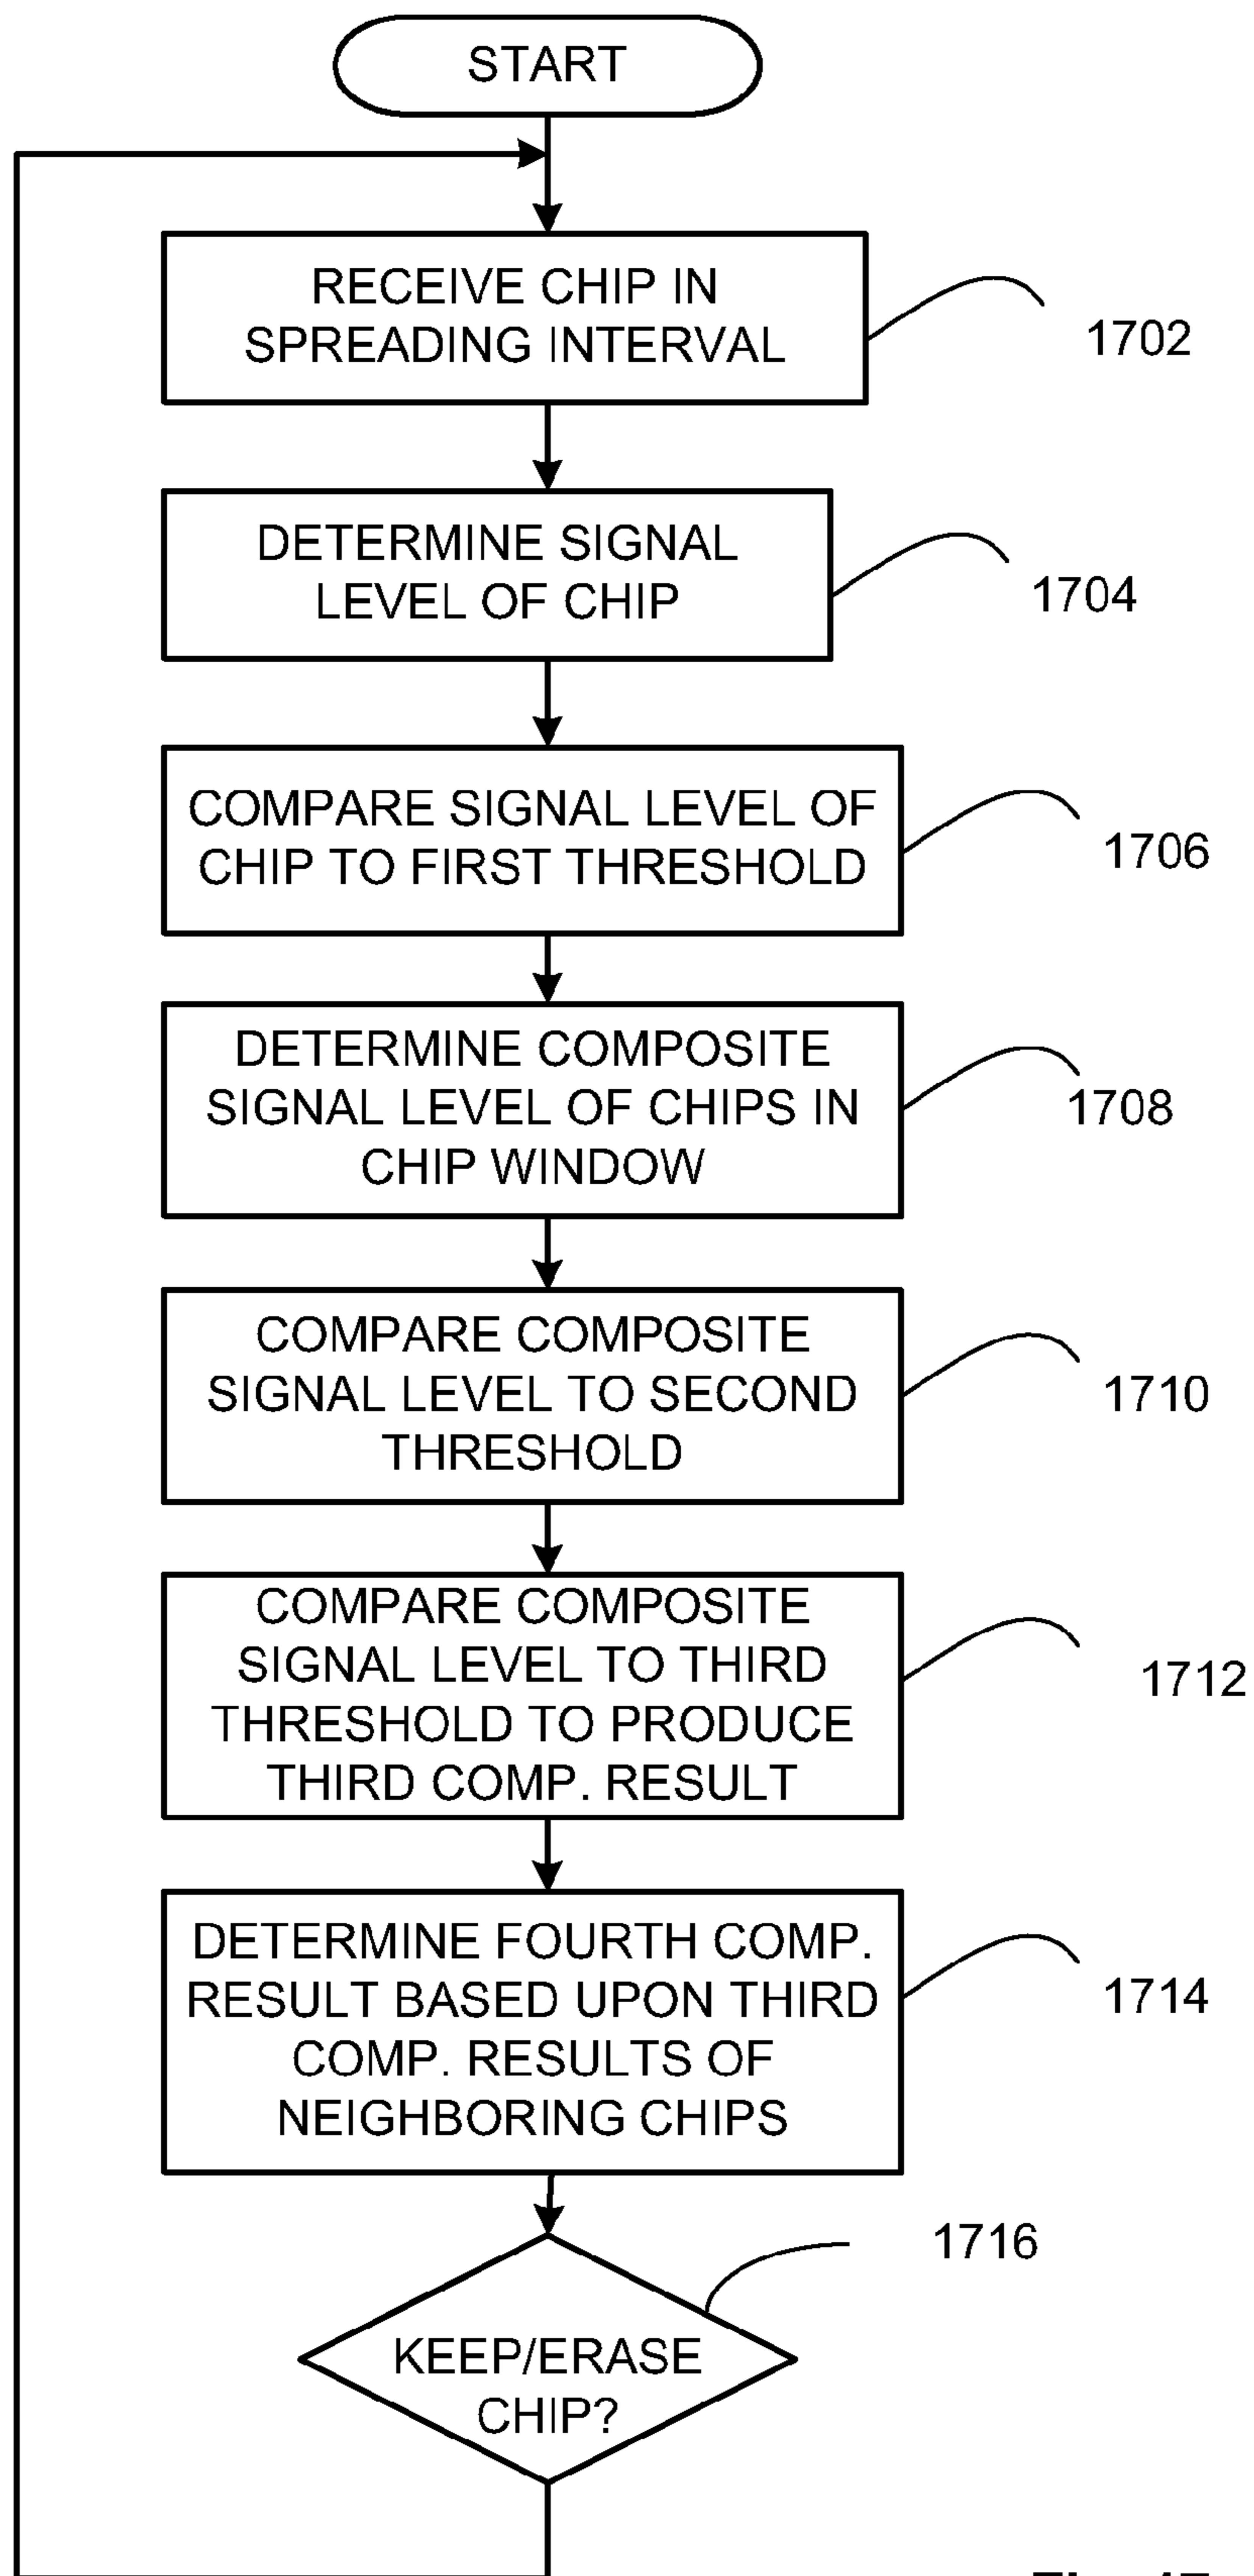 START
RECEIVE CHIP IN
SPREADING INTERVAL
1702
DETERMINE SIGNAL
LEVEL OF CHIP
1704
COMPARE SIGNAL LEVEL OF
CHIP TO FIRST THRESHOLD
1706
DETERMINE COMPOSITE
SIGNAL LEVEL OF CHIPS IN
CHIP WINDOW
1708
COMPARE COMPOSITE
SIGNAL LEVEL TO SECOND
THRESHOLD
1710
COMPARE COMPOSITE
SIGNAL LEVEL TO THIRD
THRESHOLD TO PRODUCE
THIRD COMP. RESULT
1712
DETERMINE FOURTH COMP.
RESULT BASED UPON THIRD
COMP. RESULTS OF
NEIGHBORING CHIPS
1714
1716
KEEP/ERASE
CHIP?